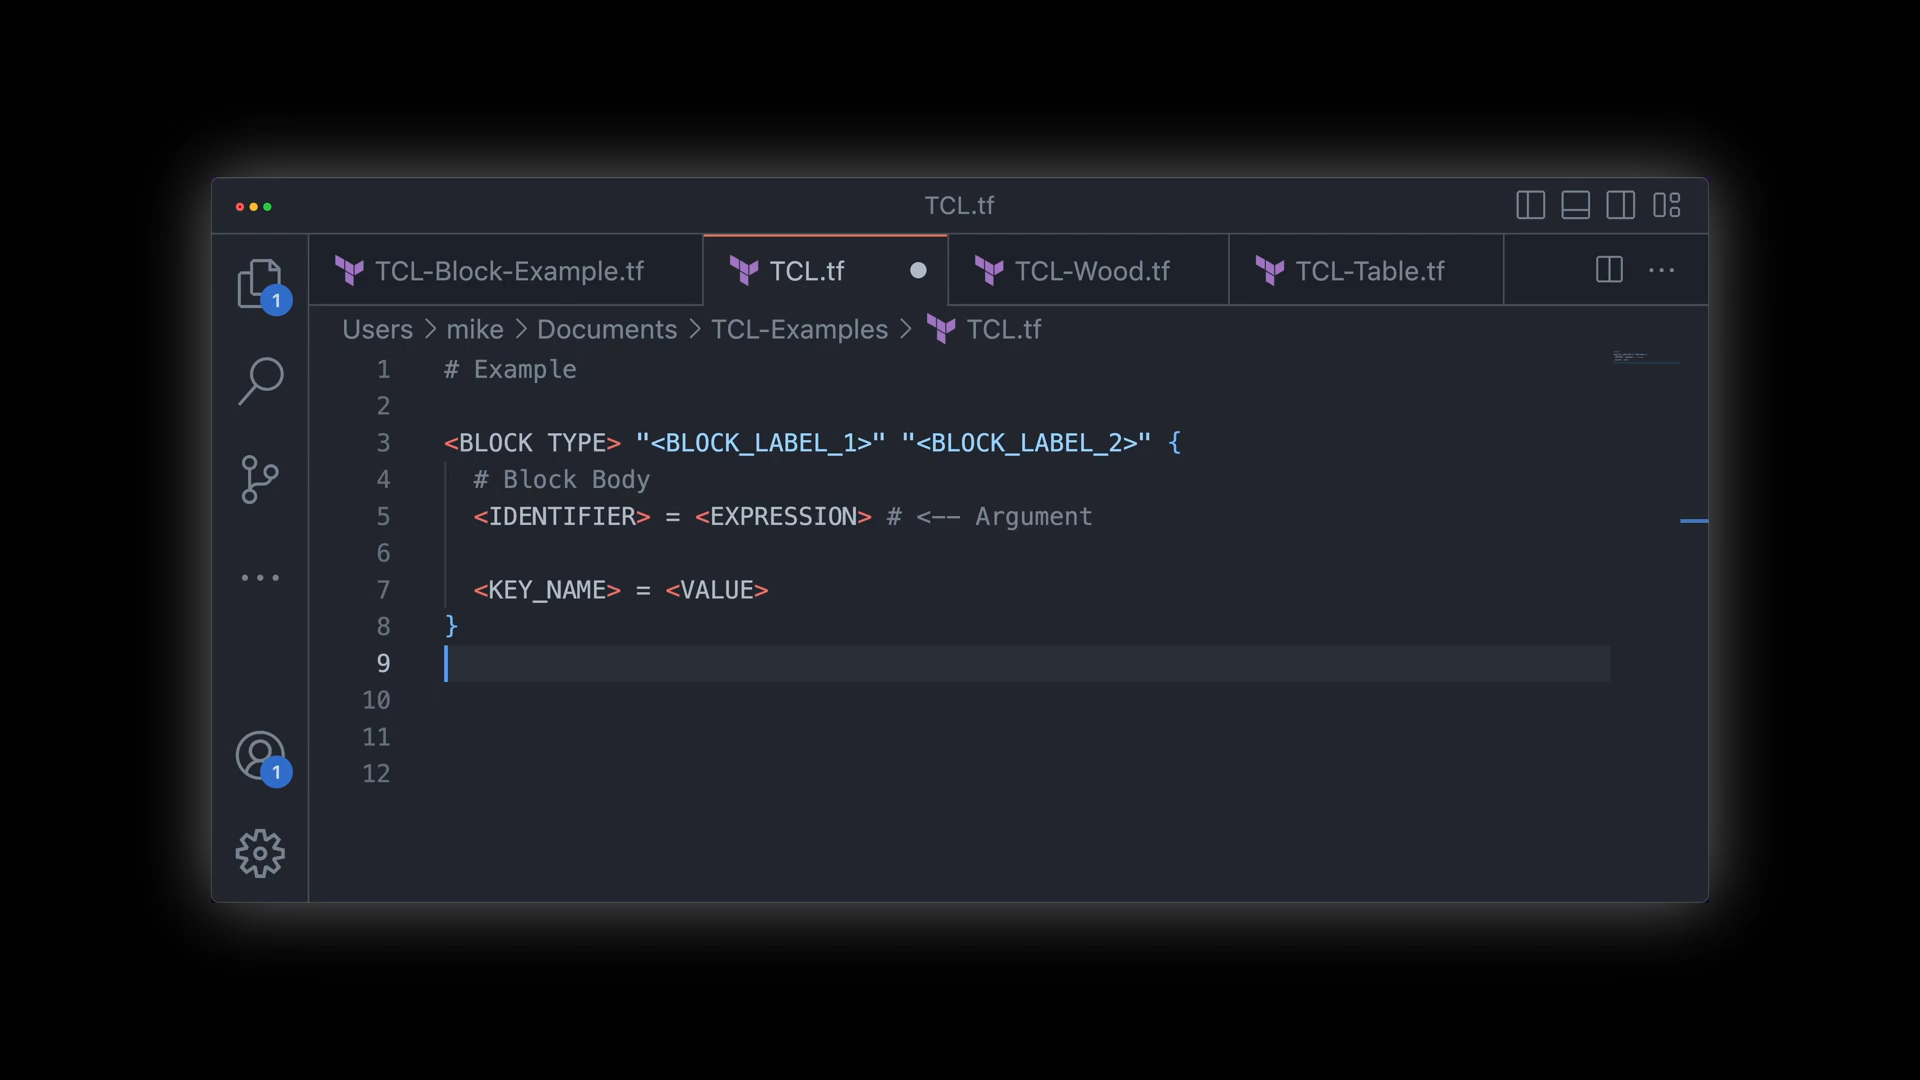 TCL.tf
TCL-Block-Example.tf
TCL.tf
TCL-Wood.tf
TCL-Table.tf
1
Users > mike > Documents > TCL-Examples > TCL.tf
1 # Example
2
3 <BLOCK TYPE> "<BLOCK_LABEL_1>" "<BLOCK_LABEL_2>" {
4 # Block Body
5 <IDENTIFIER> = <EXPRESSION> # <-- Argument
6
7 <KEY_NAME> = <VALUE>
8 }
9
10
11
12
1